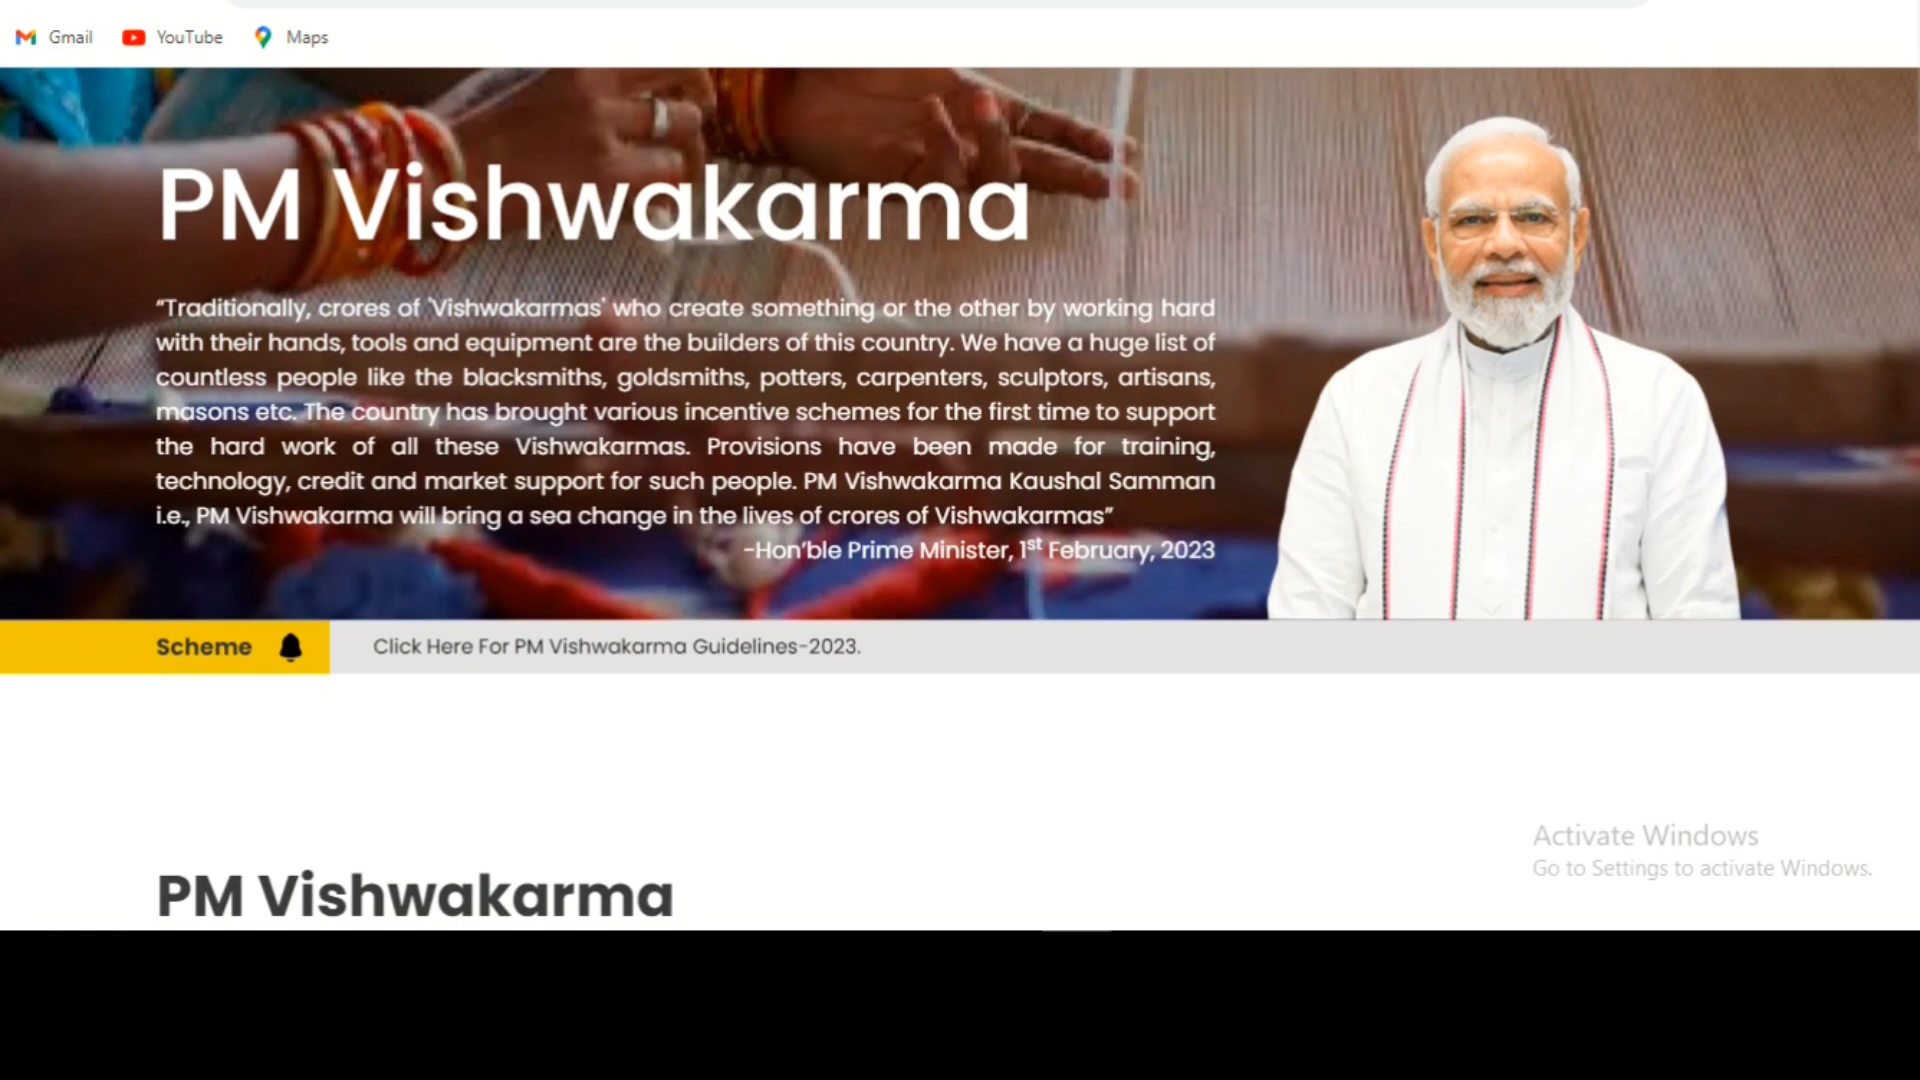 Gmail YouTube Maps
PM Vishwakarma
“Traditionally, crores of 'Vishwakarmas' who create something or the other by working hard
with their hands, tools and equipment are the builders of this country. We have a huge list of
countless people like the blacksmiths, goldsmiths, potters, carpenters, sculptors, artisans,
masons etc. The country has brought various incentive schemes for the first time to support
the hard work of all these Vishwakarmas. Provisions have been made for training,
technology, credit and market support for such people. PM Vishwakarma Kaushal Samman
i.e., PM Vishwakarma will bring a sea change in the lives of crores of Vishwakarmas”
-Hon’ble Prime Minister, 1st February, 2023
Scheme Click Here For PM Vishwakarma Guidelines-2023.
Activate Windows
Go to Settings to activate Windows.
PM Vishwakarma